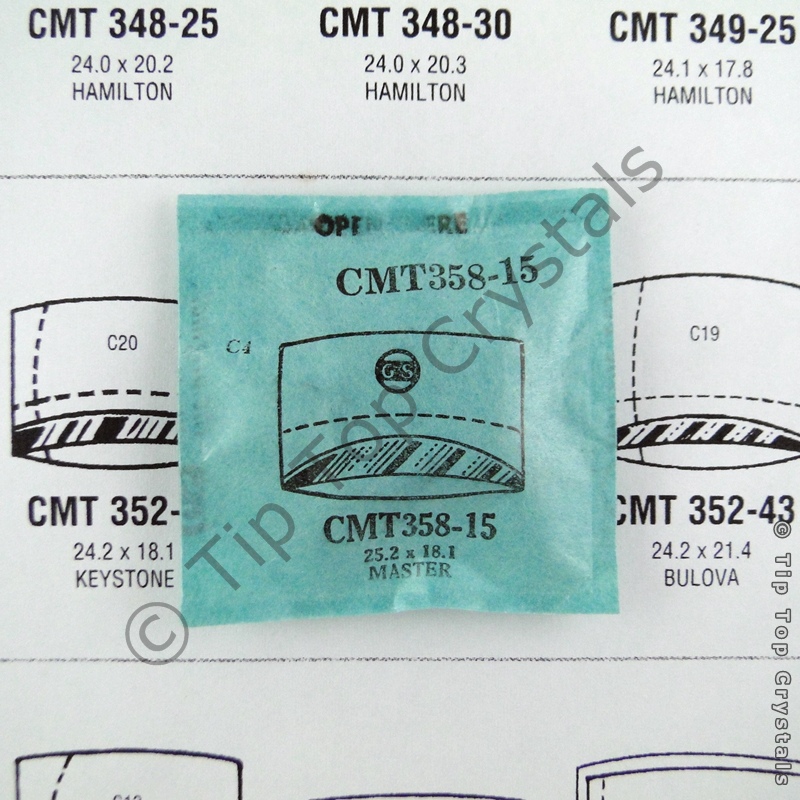 CMT 348-25
24.0 x 20.2
HAMILTON
CMT 348-30
24.0 x 20.3
HAMILTON
CMT 349-25
24.1 x 17.8
HAMILTON
OPEN HERE
CMT358-15
C4
GS
CMT358-15
25.2 x 18.1
MASTER
C20
CMT 352-
24.2 x 18.1
KEYSTONE
C19
CMT 352-43
24.2 x 21.4
BULOVA
© Tip Top Crystals
© Tip Top Crystals